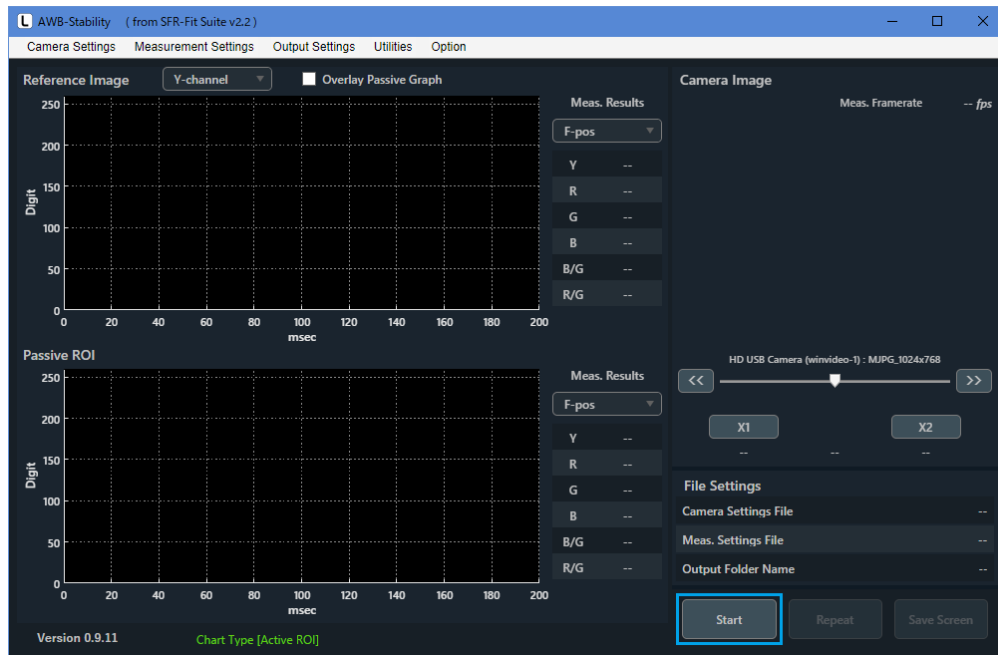 L AWB-Stability ( from SFR-Fit Suite v2.2 )
Camera Settings Measurement Settings Output Settings Utilities Option
Reference Image Y-channel Overlay Passive Graph
Meas. Results
F-pos
Y --
R --
G --
B --
B/G --
R/G --
Digit
250
200
150
100
50
0
0 20 40 60 80 100 120 140 160 180 200
msec
Passive ROI
Meas. Results
F-pos
Y --
R --
G --
B --
B/G --
R/G --
Digit
250
200
150
100
50
0
0 20 40 60 80 100 120 140 160 180 200
msec
Version 0.9.11 Chart Type [Active ROI]
Camera Image
Meas. Framerate -- fps
HD USB Camera (winvideo-1) : MJPG_1024x768
<< >>
X1 X2
-- -- --
File Settings
Camera Settings File --
Meas. Settings File --
Output Folder Name --
Start Repeat Save Screen